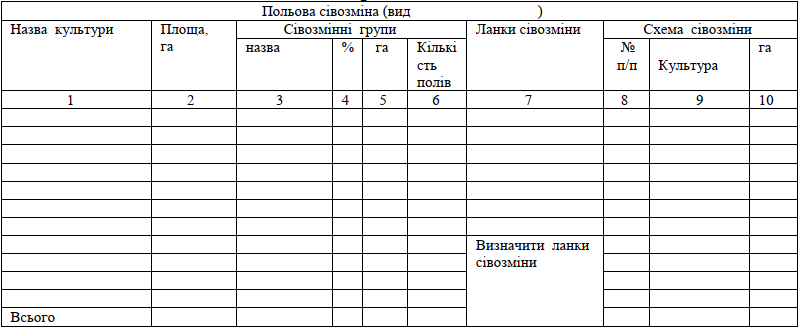 Польова сівозміна (вид )
Назва культури Площа, га Сівозмінні групи Ланки сівозміни Схема сівозміни
назва % га Кількі сть полів № п/п Культура га
1 2 3 4 5 6 7 8 9 10
Визначити ланки
сівозміни
Всього